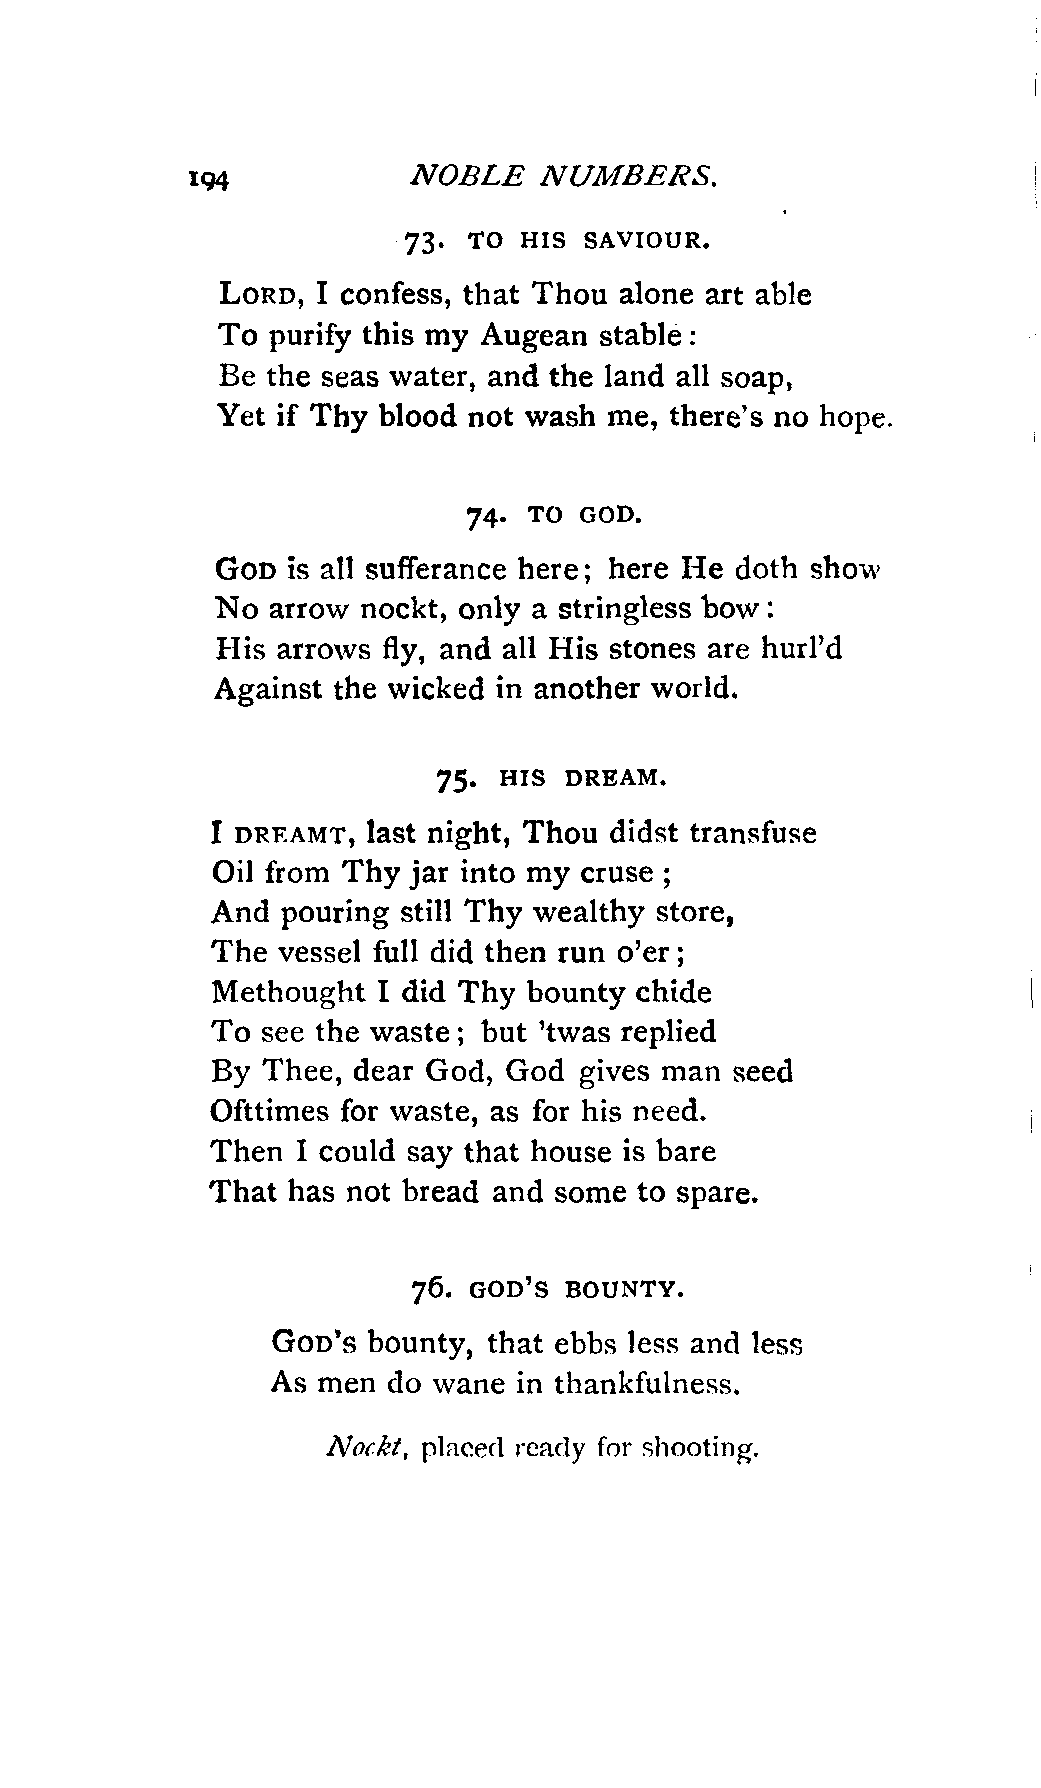 194 NOBLE NUMBERS.
73. TO HIS SAVIOUR.
LORD, I confess, that Thou alone art able
To purify this my Augean stable:
Be the seas water, and the land all soap,
Yet if Thy blood not wash me, there's no hope.
74. TO GOD.
GOD is all sufferance here; here He doth show
No arrow nockt, only a stringless bow:
His arrows fly, and all His stones are hurl'd
Against the wicked in another world.
75. HIS DREAM.
I DREAMT, last night, Thou didst transfuse
Oil from Thy jar into my cruse;
And pouring still Thy wealthy store,
The vessel full did then run o'er;
Methought I did Thy bounty chide
To see the waste; but 'twas replied
By Thee, dear God, God gives man seed
Ofttimes for waste, as for his need.
Then I could say that house is bare
That has not bread and some to spare.
76. GOD'S BOUNTY.
GOD'S bounty, that ebbs less and less
As men do wane in thankfulness.
Nockt, placed ready for shooting.